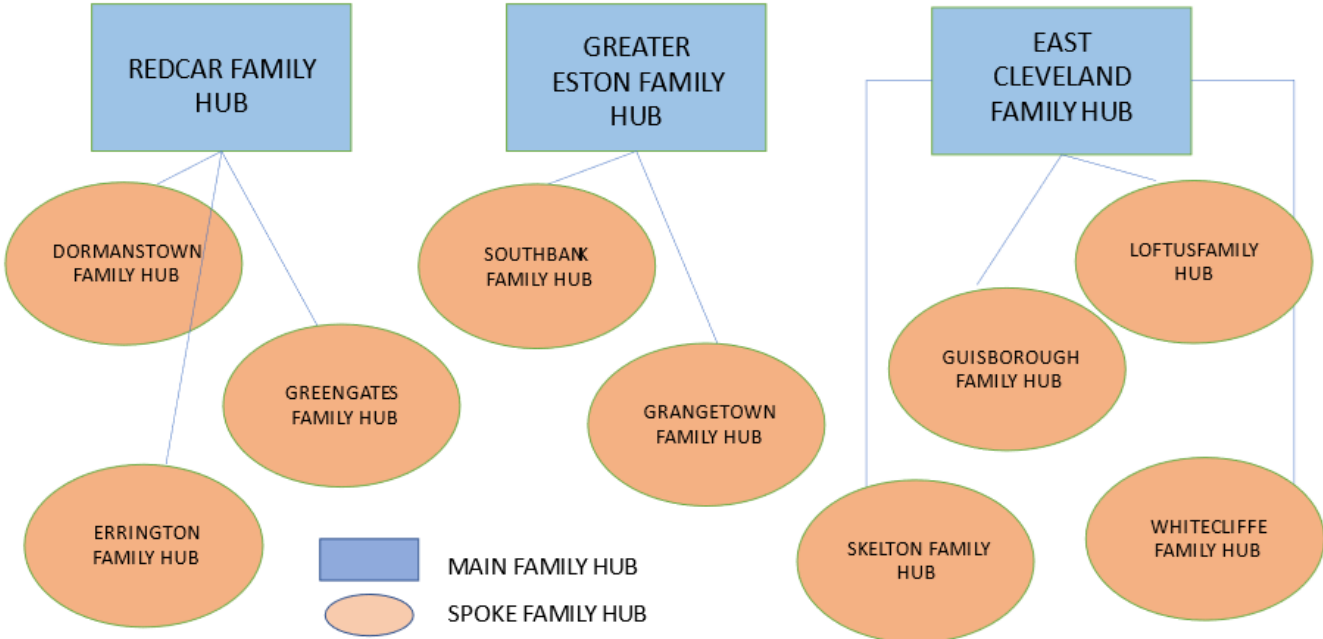 REDCAR FAMILY
HUB
GREATER
ESTON FAMILY
HUB
EAST
CLEVELAND
FAMILY HUB
DORMANSTOWN
FAMILY HUB
SOUTHBANK
FAMILY HUB
LOFTUSFAMILY
HUB
GUISBOROUGH
FAMILY HUB
GREENGATES
FAMILY HUB
GRANGETOWN
FAMILY HUB
ERRINGTON
FAMILY HUB
SKELTON FAMILY
HUB
WHITECLIFFE
FAMILY HUB
MAIN FAMILY HUB
SPOKE FAMILY HUB